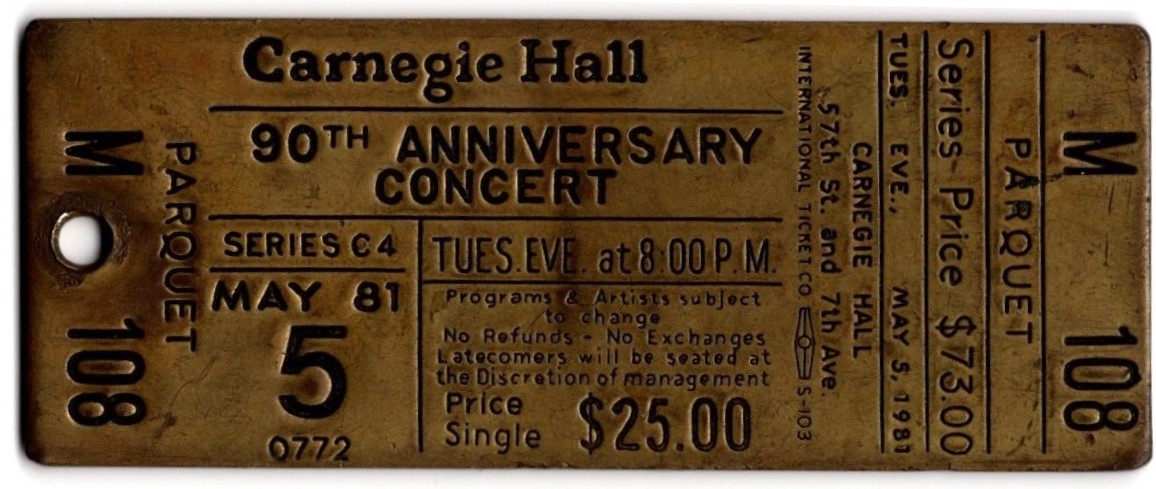 M 108
PARQUET
Carnegie Hall
90TH ANNIVERSARY
CONCERT
SERIES C4
MAY 81
5
0772
TUES. EVE. at 8:00 P.M.
Programs & Artists subject
to change
No Refunds - No Exchanges
Latecomers will be seated at
the Discretion of management
Price
Single $25.00
INTERNATIONAL TICKET CO S-103
57th St. and 7th Ave.
CARNEGIE HALL
TUES. EVE., MAY 5, 1981
Series Price $73.00
PARQUET
M 108